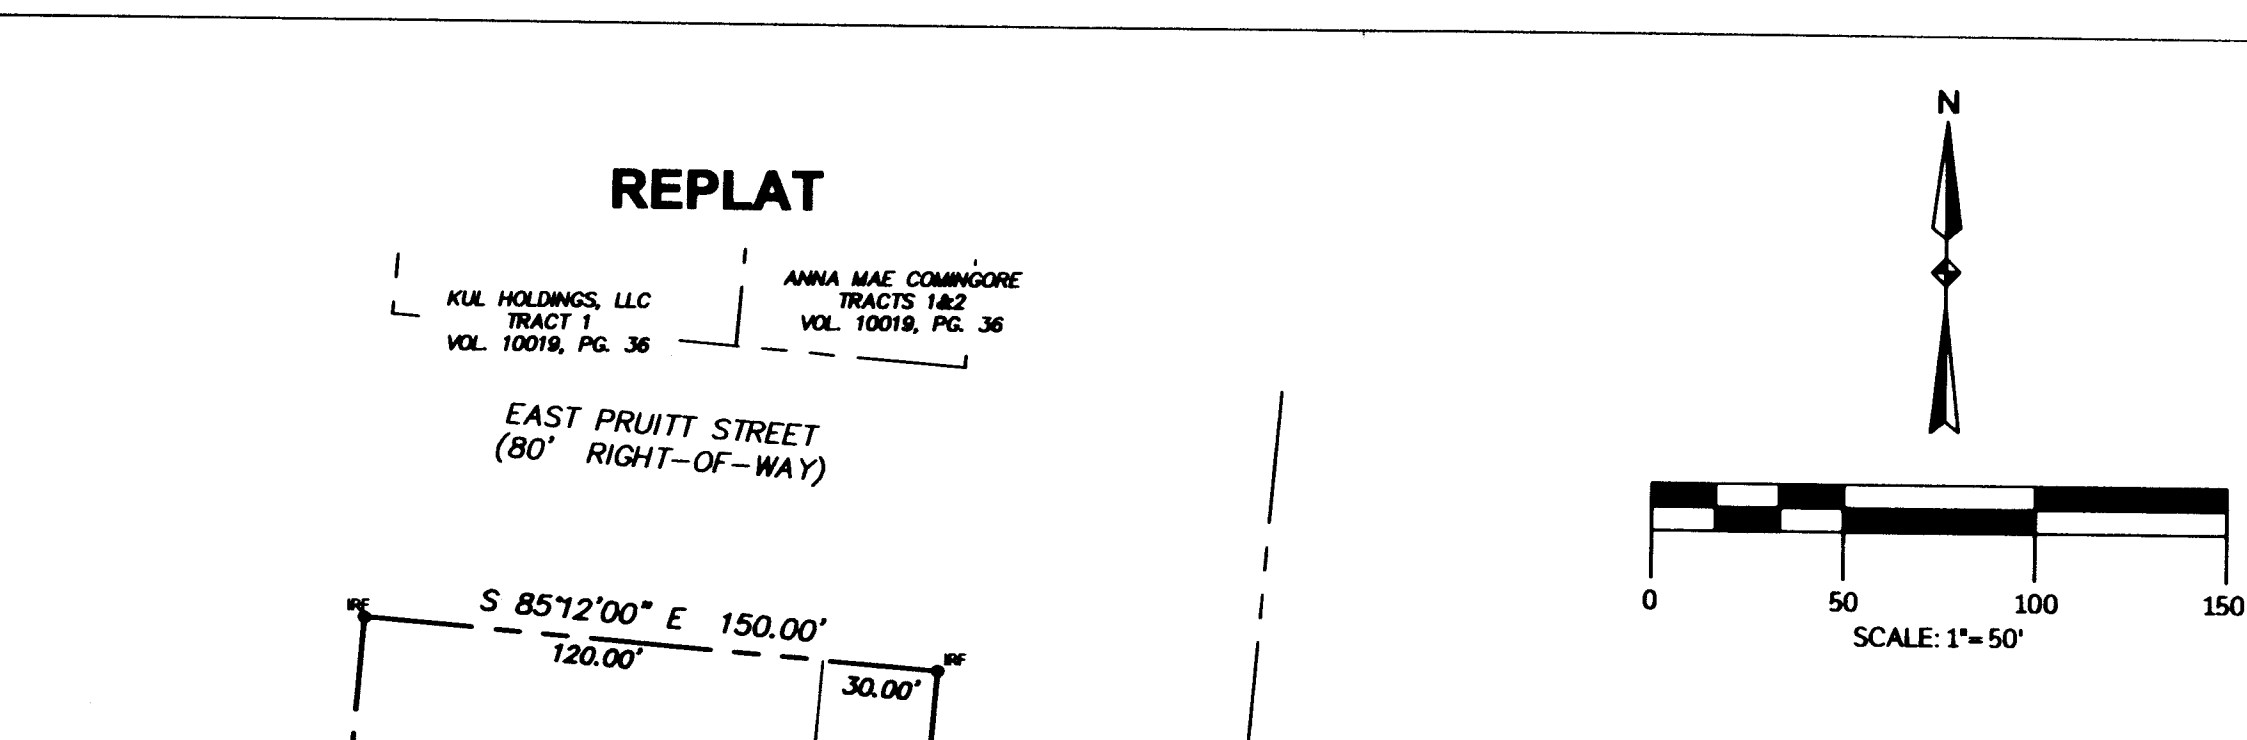 N
REPLAT
KUL HOLDINGS, LLC
TRACT 1
VOL. 10019, PG. 36
ANNA MAE COMINGORE
TRACTS 1&2
VOL. 10019, PG. 36
EAST PRUITT STREET
(80' RIGHT-OF-WAY)
0 50 100 150
SCALE: 1"= 50'
IRF
S 85°12'00" E 150.00'
120.00'
IRF
30.00'